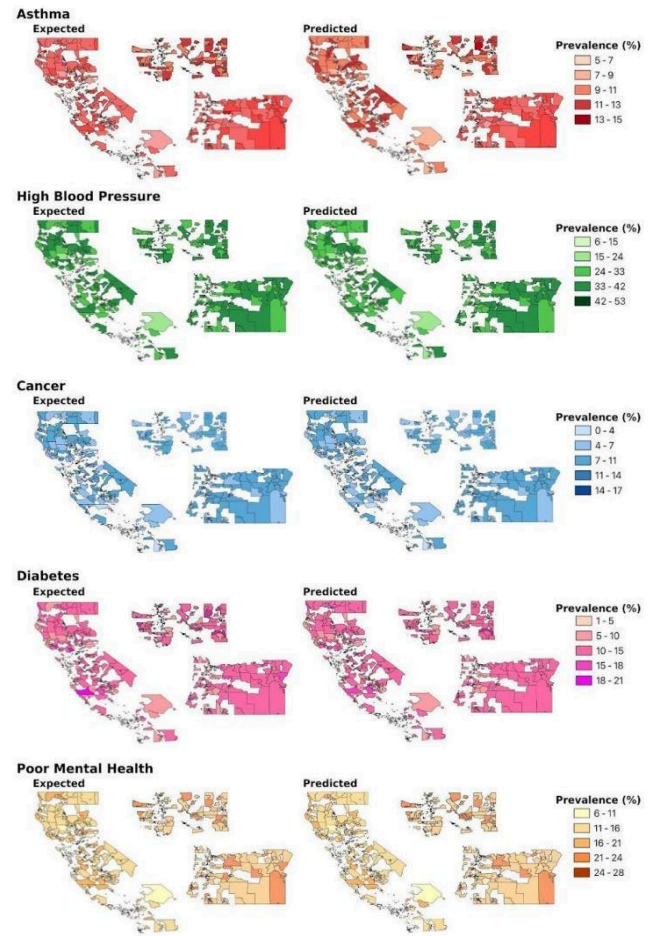 Asthma
Expected
Predicted
Prevalence (%)
5 - 7
7 - 9
9 - 11
11 - 13
13 - 15
High Blood Pressure
Expected
Predicted
Prevalence (%)
6 - 15
15 - 24
24 - 33
33 - 42
42 - 53
Cancer
Expected
Predicted
Prevalence (%)
0 - 4
4 - 7
7 - 11
11 - 14
14 - 17
Diabetes
Expected
Predicted
Prevalence (%)
1 - 5
5 - 10
10 - 15
15 - 18
18 - 21
Poor Mental Health
Expected
Predicted
Prevalence (%)
6 - 11
11 - 16
16 - 21
21 - 24
24 - 28